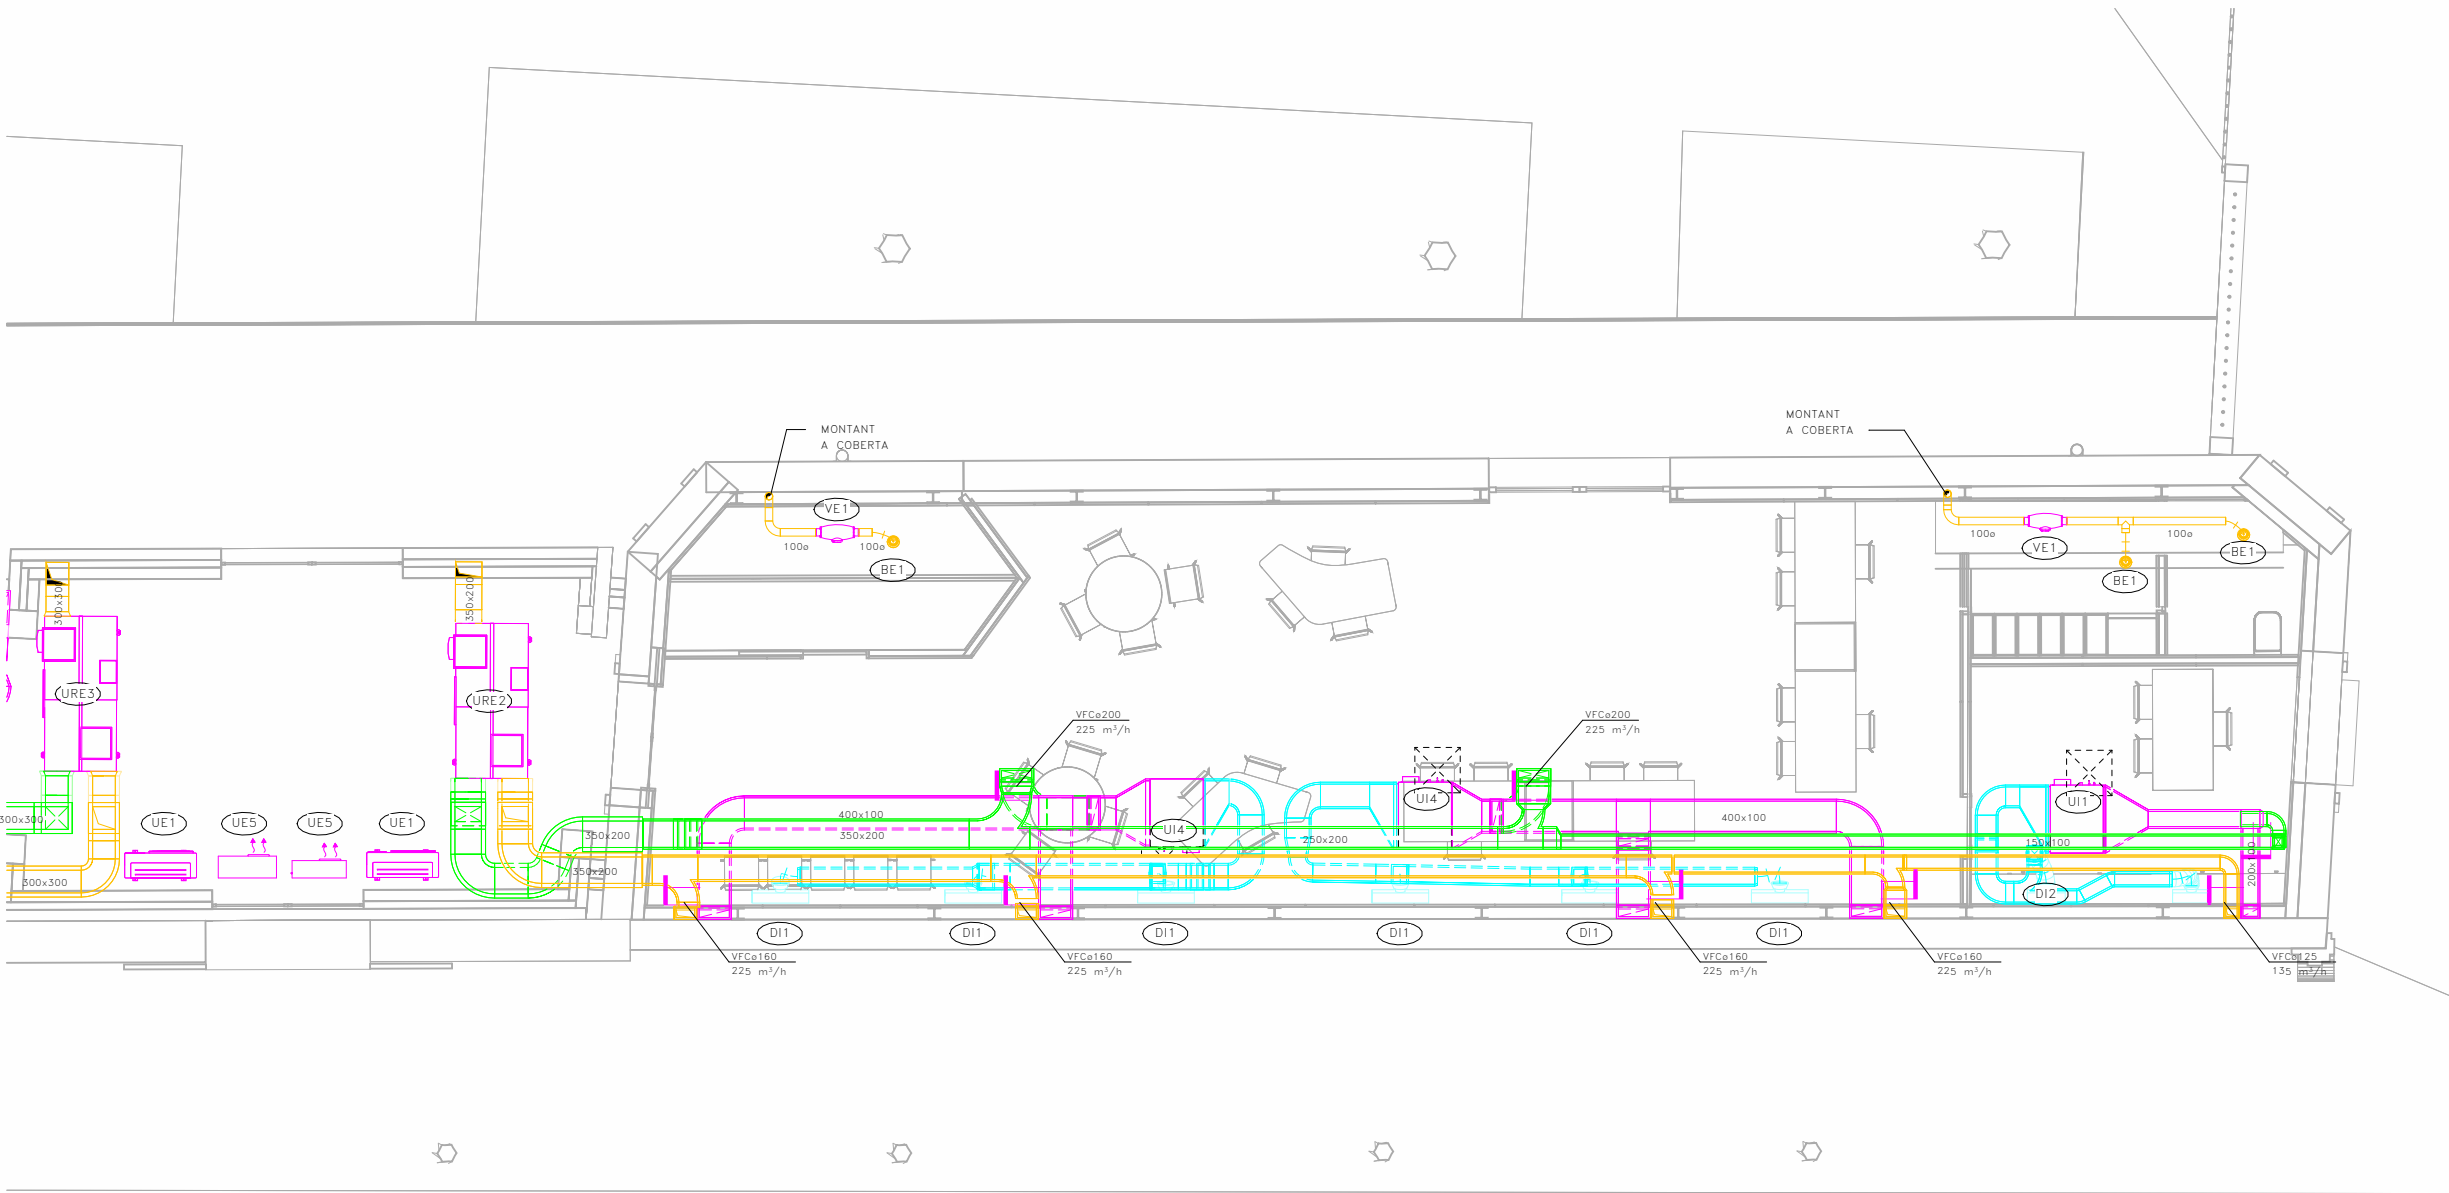 MONTANT
A COBERTA
MONTANT
A COBERTA
VE1
100ø
100ø
BE1
100ø
100ø
VE1
BE1
BE1
300x300
350x200
URE3
URE2
VFCø200
225 m³/h
VFCø200
225 m³/h
UI4
UI1
300x300
UE1
UE5
UE5
UE1
350x200
400x100
350x200
UI4
250x200
400x100
150x100
200x100
350x200
300x300
DI2
DI1
DI1
DI1
DI1
DI1
DI1
VFCø160
225 m³/h
VFCø160
225 m³/h
VFCø160
225 m³/h
VFCø160
225 m³/h
VFCø125
135 m³/h